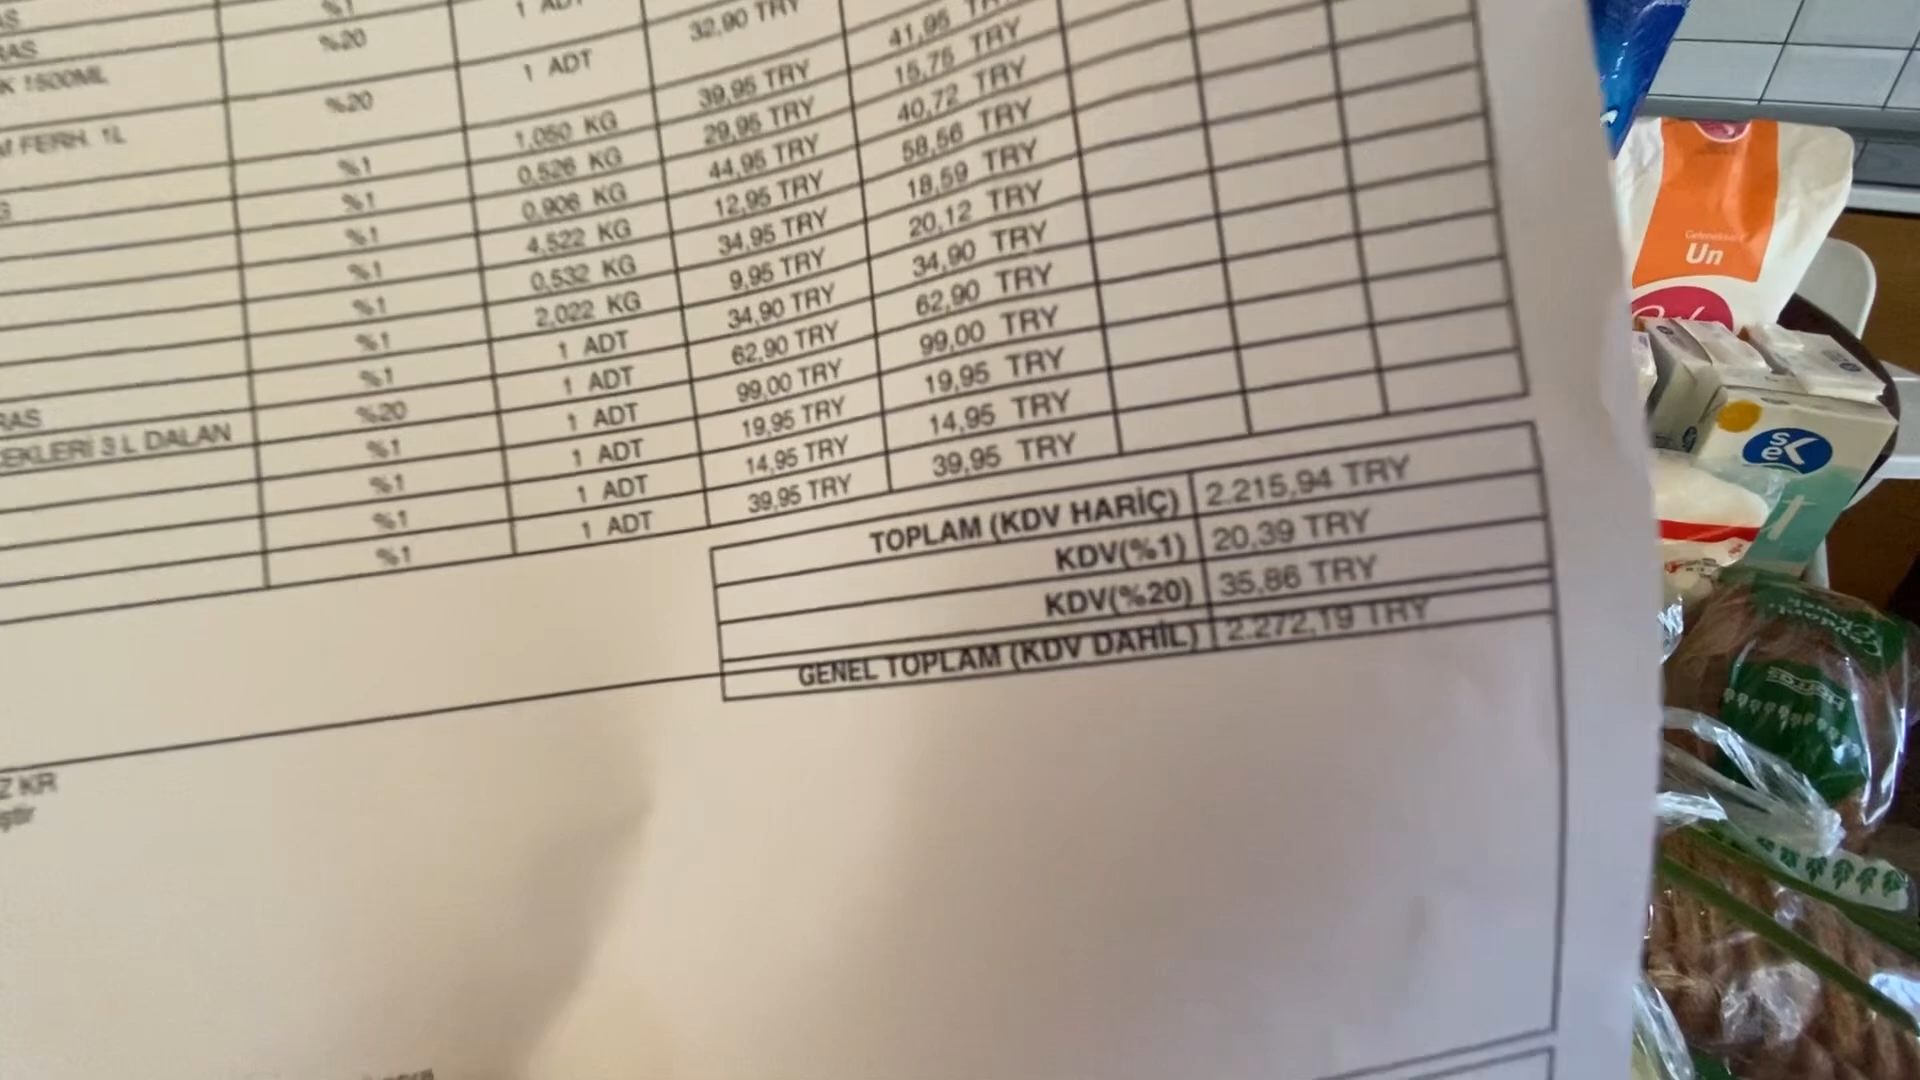 %1 1 ADT 32,90 TRY 41,95 TRY
RAS %20 1 ADT 39,95 TRY 15,75 TRY
K 1500ML %20 1,050 KG 29,95 TRY 40,72 TRY
FERH. 1L %1 0,526 KG 44,95 TRY 58,56 TRY
%1 0,906 KG 12,95 TRY 18,59 TRY
%1 4,522 KG 34,95 TRY 20,12 TRY
%1 0,532 KG 9,95 TRY 34,90 TRY
%1 2,022 KG 34,90 TRY 62,90 TRY
%1 1 ADT 62,90 TRY 99,00 TRY
%1 1 ADT 99,00 TRY 19,95 TRY
RAS %20 1 ADT 19,95 TRY 14,95 TRY
EKLERİ 3 L DALAN %1 1 ADT 14,95 TRY 39,95 TRY
%1 1 ADT 39,95 TRY
%1 1 ADT
%1
TOPLAM (KDV HARİÇ) 2.215,94 TRY
KDV(%1) 20,39 TRY
KDV(%20) 35,86 TRY
GENEL TOPLAM (KDV DAHİL) 2.272,19 TRY
Z KR
ştir
Un
SEK